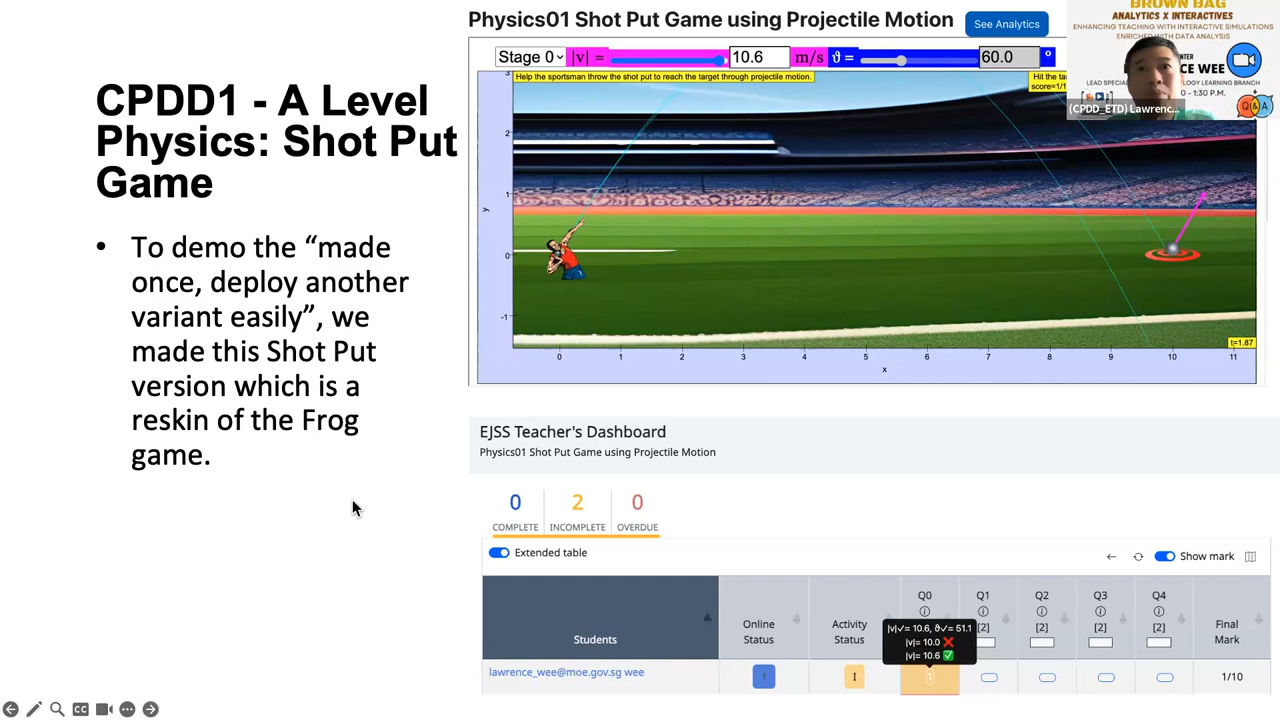 CPDD1 - A Level
Physics: Shot Put
Game
• To demo the “made
once, deploy another
variant easily”, we
made this Shot Put
version which is a
reskin of the Frog
game.
Physics01 Shot Put Game using Projectile Motion
See Analytics
Stage 0 |v| = 10.6 m/s ϑ = 60.0 °
Help the sportsman throw the shot put to reach the target through projectile motion.
Hit the
score=1/1
3
2
1
0
-1
y
0 1 2 3 4 5 6 7 8 9 10 11
x
t=1.87
BROWN BAG
ANALYTICS X INTERACTIVES
ENHANCING TEACHING WITH INTERACTIVE SIMULATIONS
ENRICHED WITH DATA ANALYSIS
CE WEE
LEAD SPECIAL
LOGY LEARNING BRANCH
- 1:30 P.M.
Q&A
(CPDD_ETD) Lawrenc...
EJSS Teacher's Dashboard
Physics01 Shot Put Game using Projectile Motion
0 2 0
COMPLETE INCOMPLETE OVERDUE
Extended table
Show mark
Students
Online
Status
Activity
Status
Q0 Q1 Q2 Q3 Q4
[2] [2] [2] [2]
Final
Mark
|v|✓= 10.6, ϑ✓= 51.1
|v|= 10.0 ❌
|v|= 10.6 ✅
lawrence_wee@moe.gov.sg wee
1
I
1
1/10
CC